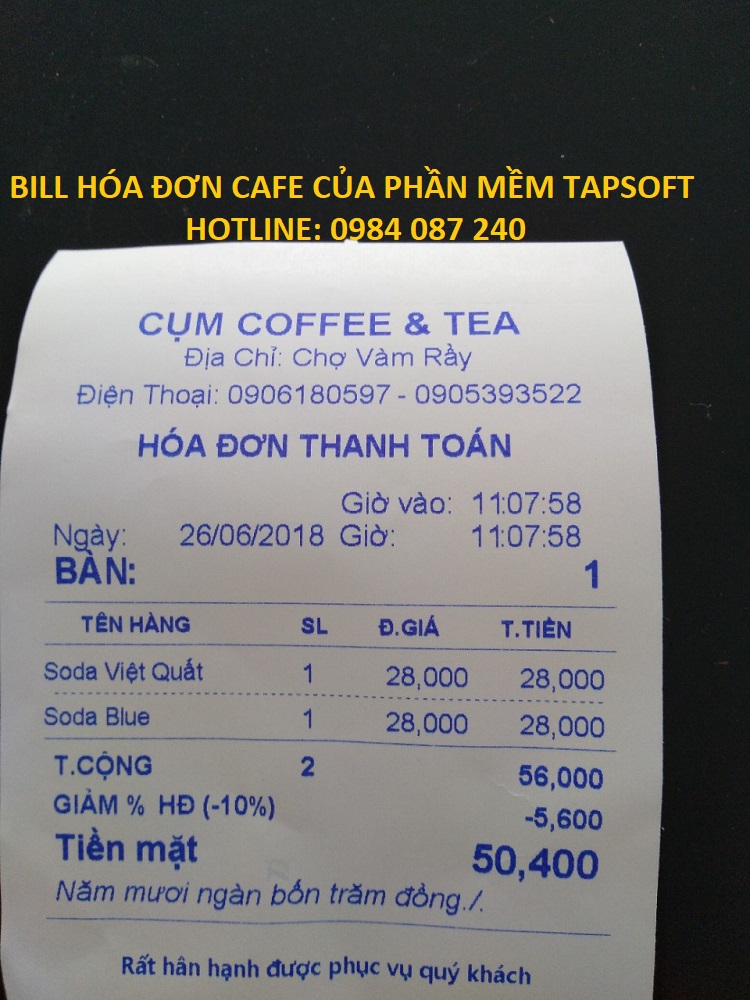 BILL HÓA ĐƠN CAFE CỦA PHẦN MỀM TAPSOFT
HOTLINE: 0984 087 240
CỤM COFFEE & TEA
Địa Chỉ: Chợ Vàm Rầy
Điện Thoại: 0906180597 - 0905393522
HÓA ĐƠN THANH TOÁN
Giờ vào: 11:07:58
Ngày: 26/06/2018 Giờ: 11:07:58
BÀN: 1
TÊN HÀNG SL Đ.GIÁ T.TIỀN
Soda Việt Quất 1 28,000 28,000
Soda Blue 1 28,000 28,000
T.CỘNG 2 56,000
GIẢM % HĐ (-10%) -5,600
Tiền mặt 50,400
Năm mươi ngàn bốn trăm đồng./.
Rất hân hạnh được phục vụ quý khách